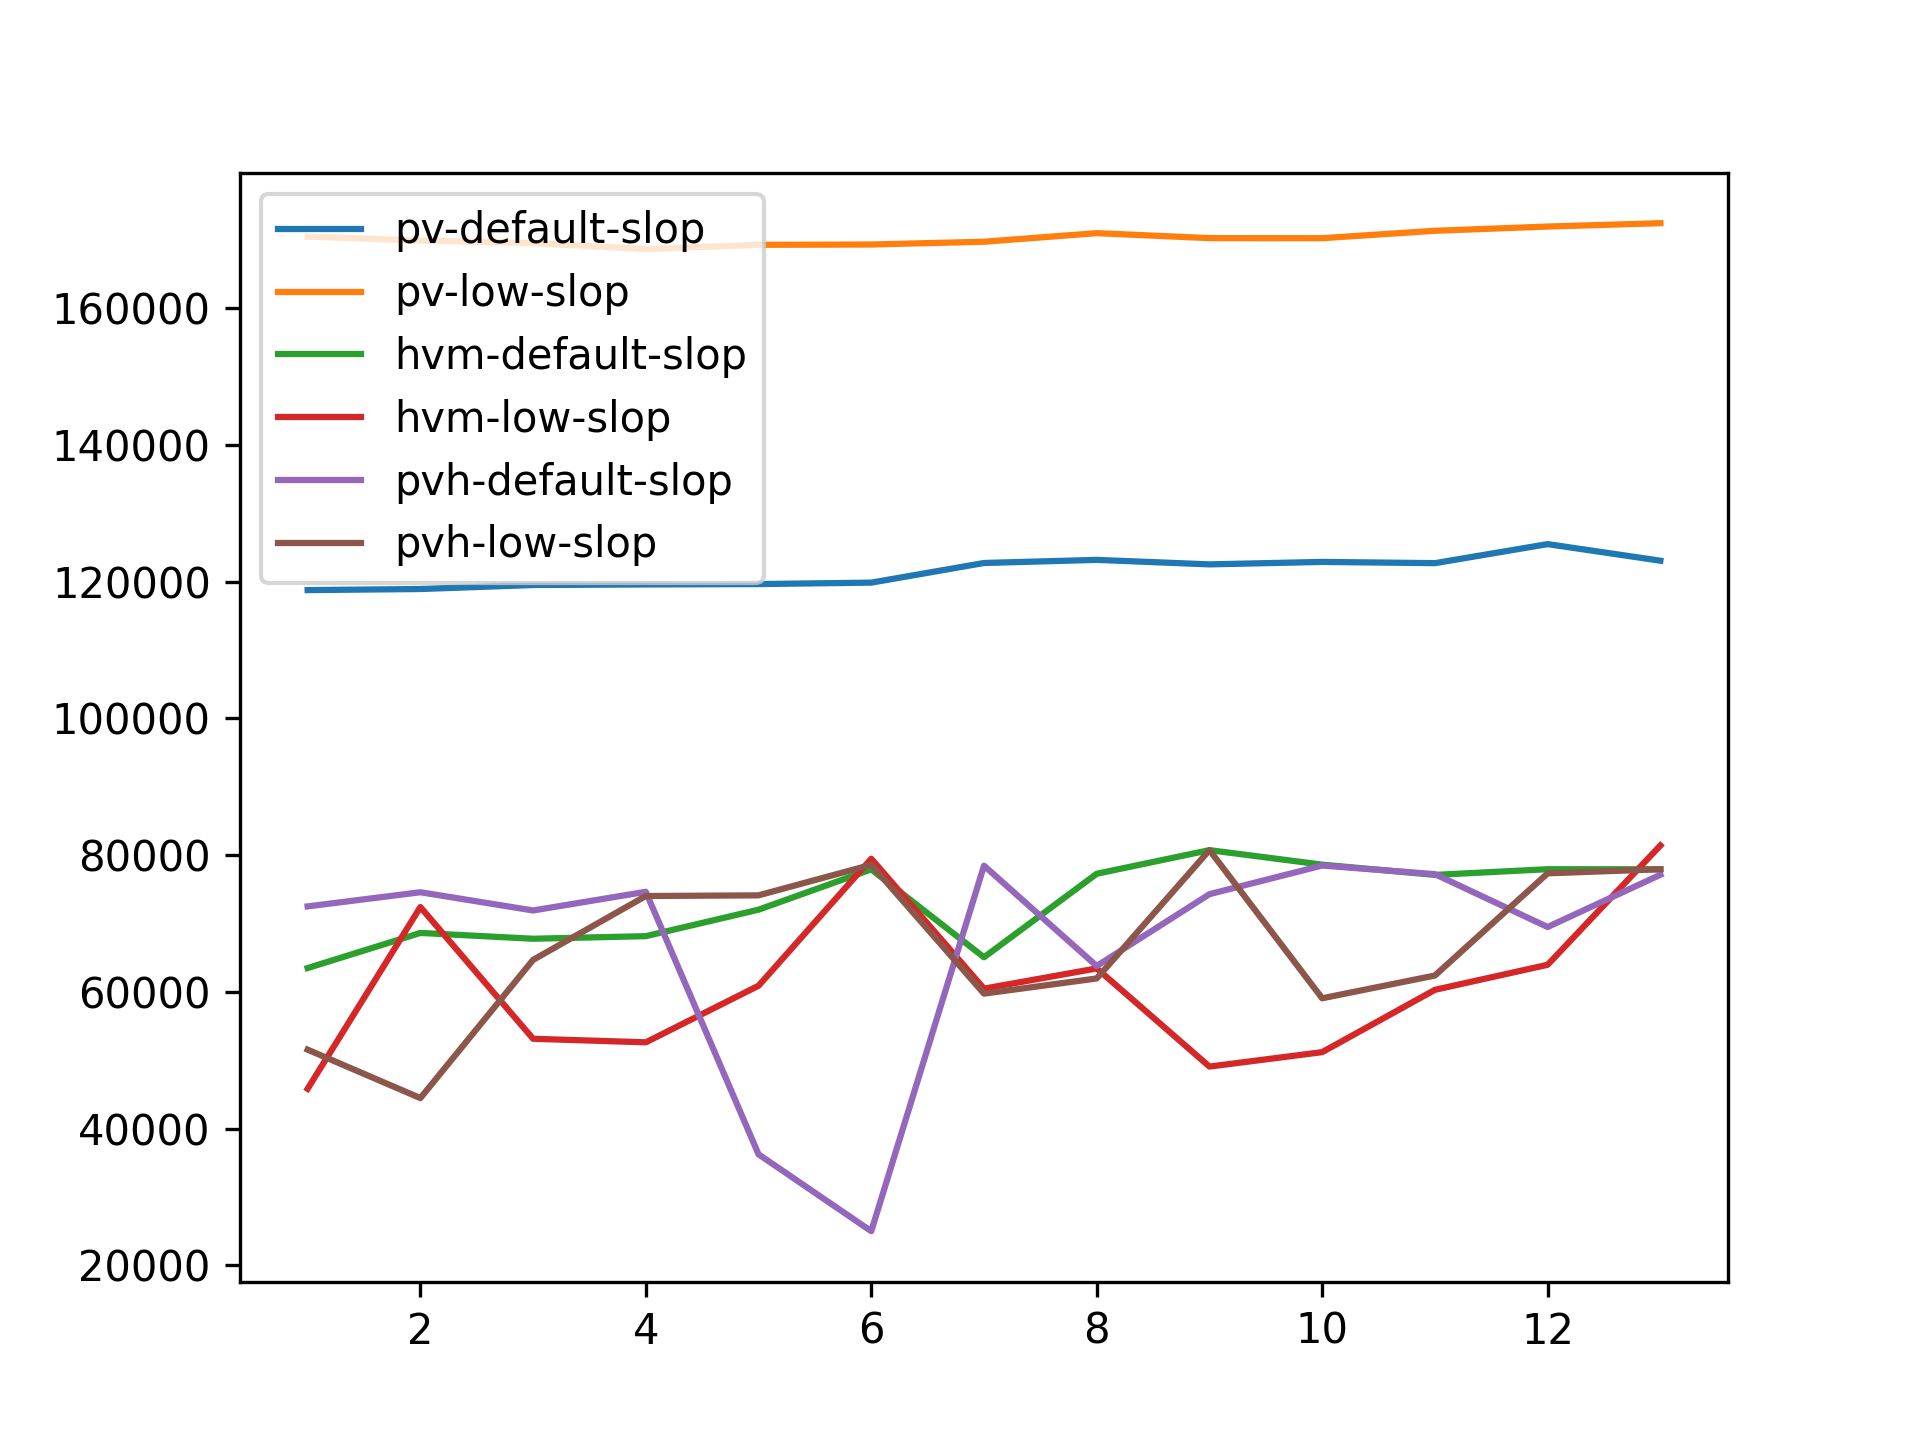 pv-default-slop
pv-low-slop
hvm-default-slop
hvm-low-slop
pvh-default-slop
pvh-low-slop
160000
140000
120000
100000
80000
60000
40000
20000
2 4 6 8 10 12